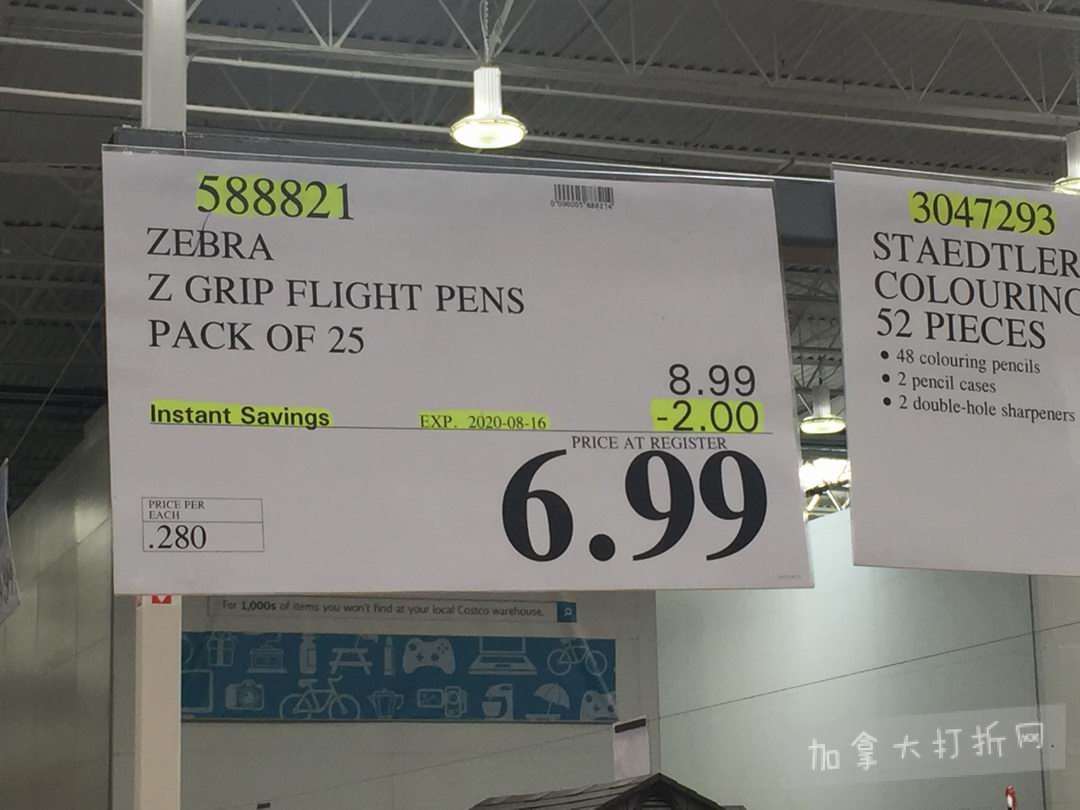 588821
ZEBRA
Z GRIP FLIGHT PENS
PACK OF 25
8.99
Instant Savings EXP. 2020-08-16 -2.00
PRICE AT REGISTER
6.99
PRICE PER
EACH
.280
3047293
STAEDTLER
COLOURING
52 PIECES
• 48 colouring pencils
• 2 pencil cases
• 2 double-hole sharpeners
For 1,000s of items you won't find at your local Costco warehouse.
加拿大打折网